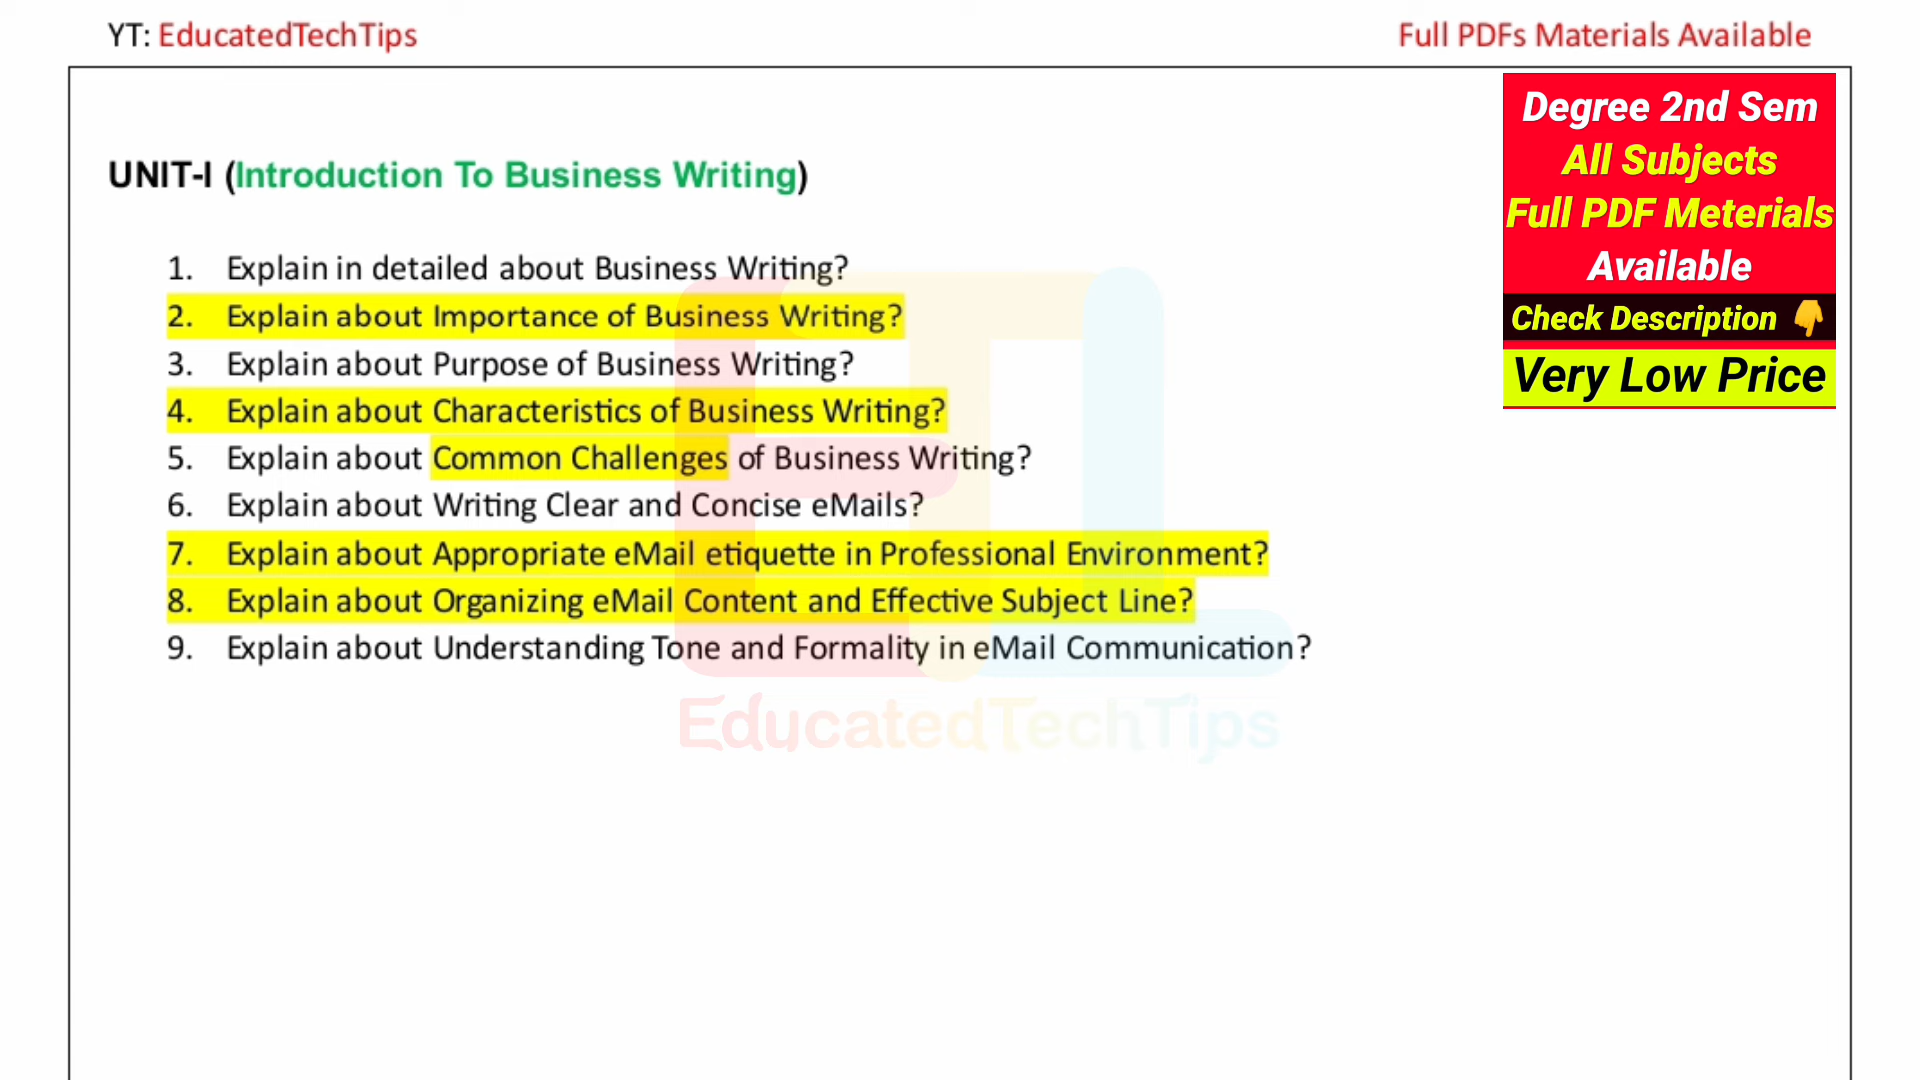 YT: EducatedTechTips
Full PDFs Materials Available
Degree 2nd Sem
All Subjects
Full PDF Meterials
Available
Check Description 👇
Very Low Price
UNIT-I (Introduction To Business Writing)
1. Explain in detailed about Business Writing?
2. Explain about Importance of Business Writing?
3. Explain about Purpose of Business Writing?
4. Explain about Characteristics of Business Writing?
5. Explain about Common Challenges of Business Writing?
6. Explain about Writing Clear and Concise eMails?
7. Explain about Appropriate eMail etiquette in Professional Environment?
8. Explain about Organizing eMail Content and Effective Subject Line?
9. Explain about Understanding Tone and Formality in eMail Communication?
EducatedTechTips